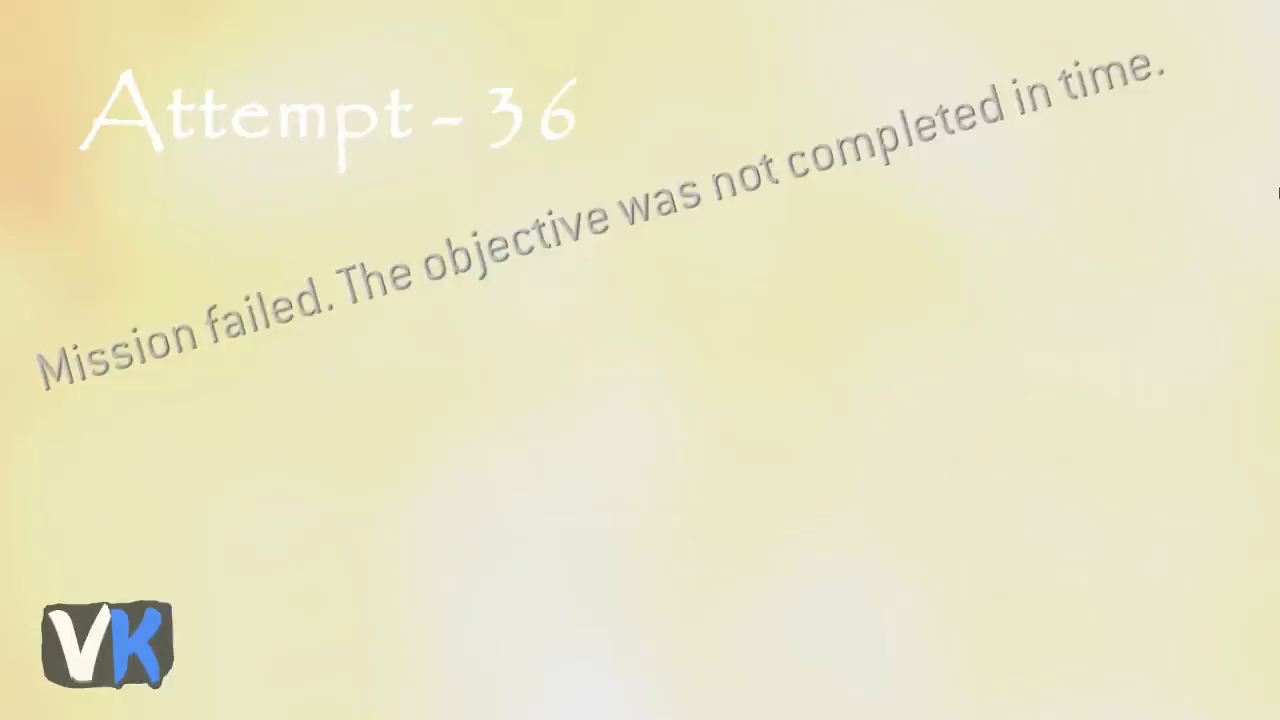 Attempt - 36
Mission failed. The objective was not completed in time.
VK